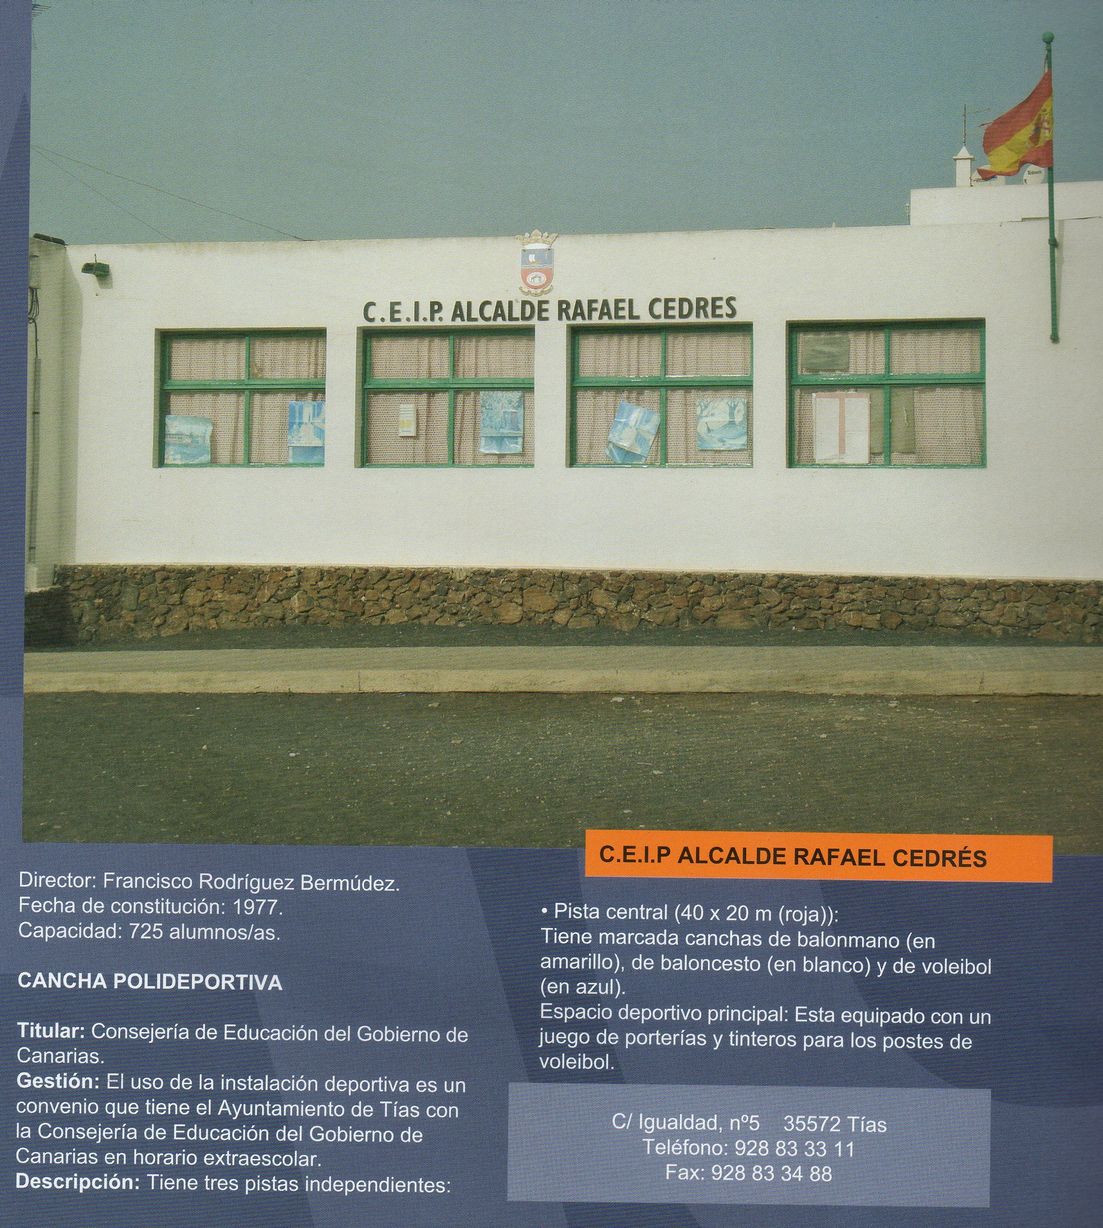 C.E.I.P. ALCALDE RAFAEL CEDRES
C.E.I.P ALCALDE RAFAEL CEDRÉS
Director: Francisco Rodríguez Bermúdez.
Fecha de constitución: 1977.
Capacidad: 725 alumnos/as.
CANCHA POLIDEPORTIVA
Titular: Consejería de Educación del Gobierno de
Canarias.
Gestión: El uso de la instalación deportiva es un
convenio que tiene el Ayuntamiento de Tías con
la Consejería de Educación del Gobierno de
Canarias en horario extraescolar.
Descripción: Tiene tres pistas independientes:
• Pista central (40 x 20 m (roja)):
Tiene marcada canchas de balonmano (en
amarillo), de baloncesto (en blanco) y de voleibol
(en azul).
Espacio deportivo principal: Esta equipado con un
juego de porterías y tinteros para los postes de
voleibol.
C/ Igualdad, nº5 35572 Tías
Teléfono: 928 83 33 11
Fax: 928 83 34 88